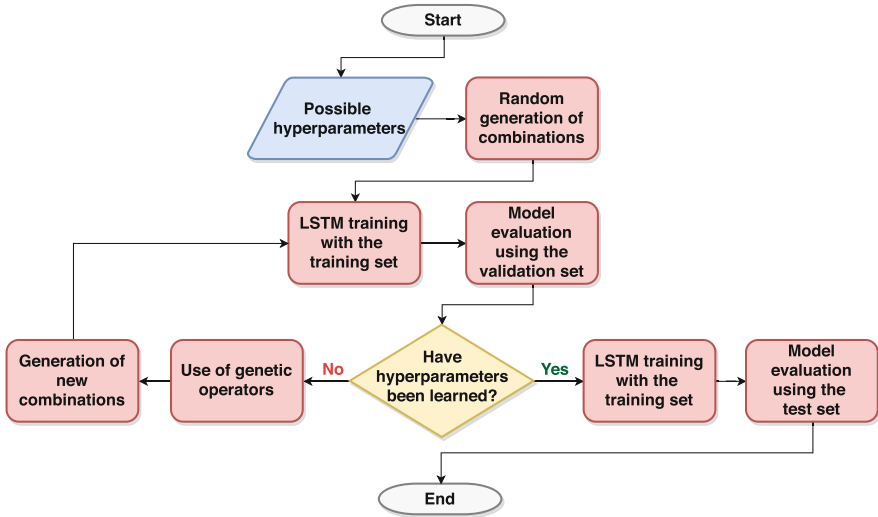 Start
Possible
hyperparameters
Random
generation of
combinations
LSTM training
with the
training set
Model
evaluation
using the
validation set
Generation of
new
combinations
Use of genetic
operators
No
Have
hyperparameters
been learned?
Yes
LSTM training
with the
training set
Model
evaluation
using the
test set
End